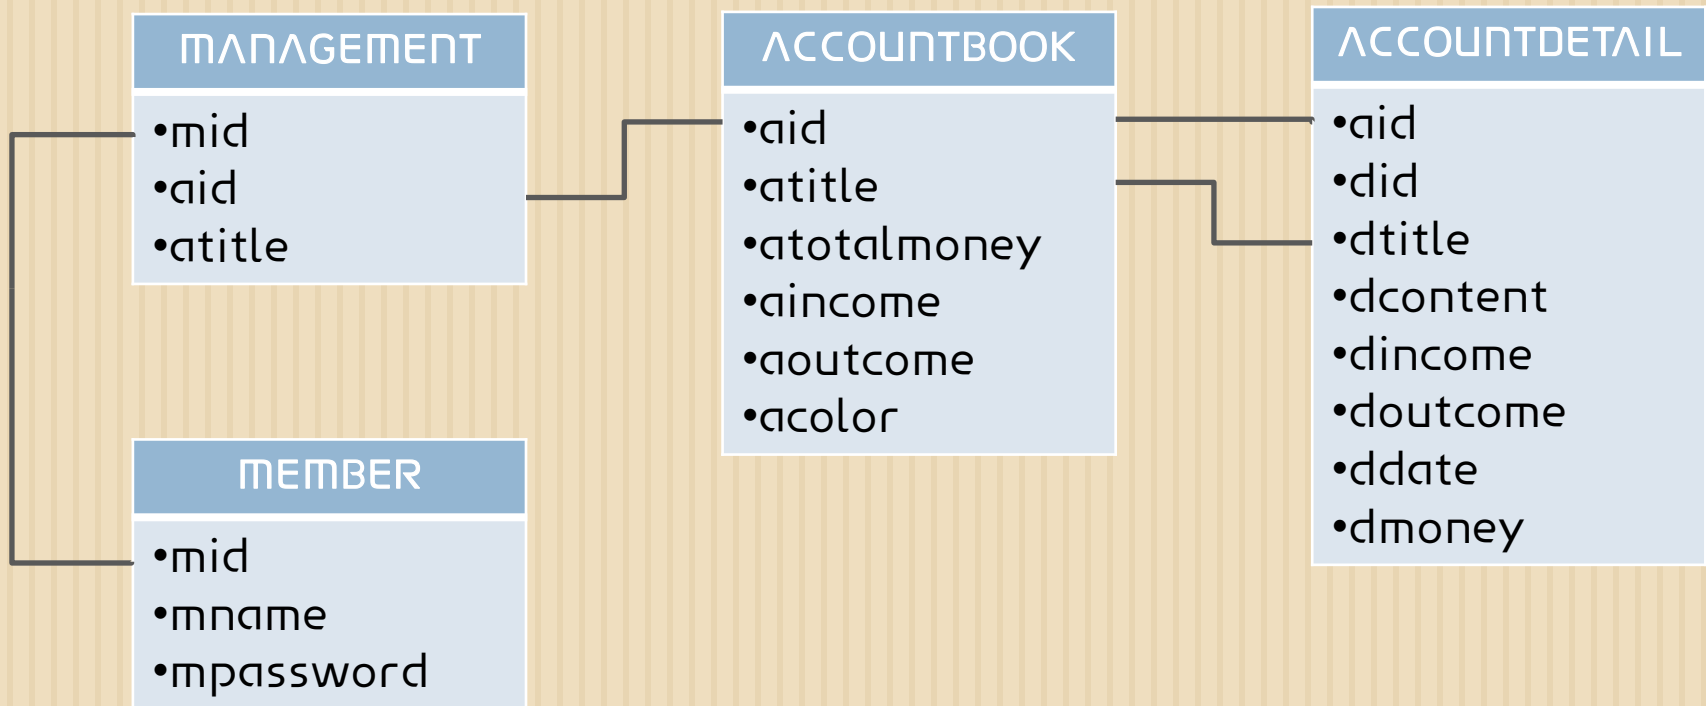 MANAGEMENT
•mid
•aid
•atitle
ACCOUNTBOOK
•aid
•atitle
•atotalmoney
•aincome
•aoutcome
•acolor
ACCOUNTDETAIL
•aid
•did
•dtitle
•dcontent
•dincome
•doutcome
•ddate
•dmoney
MEMBER
•mid
•mname
•mpassword